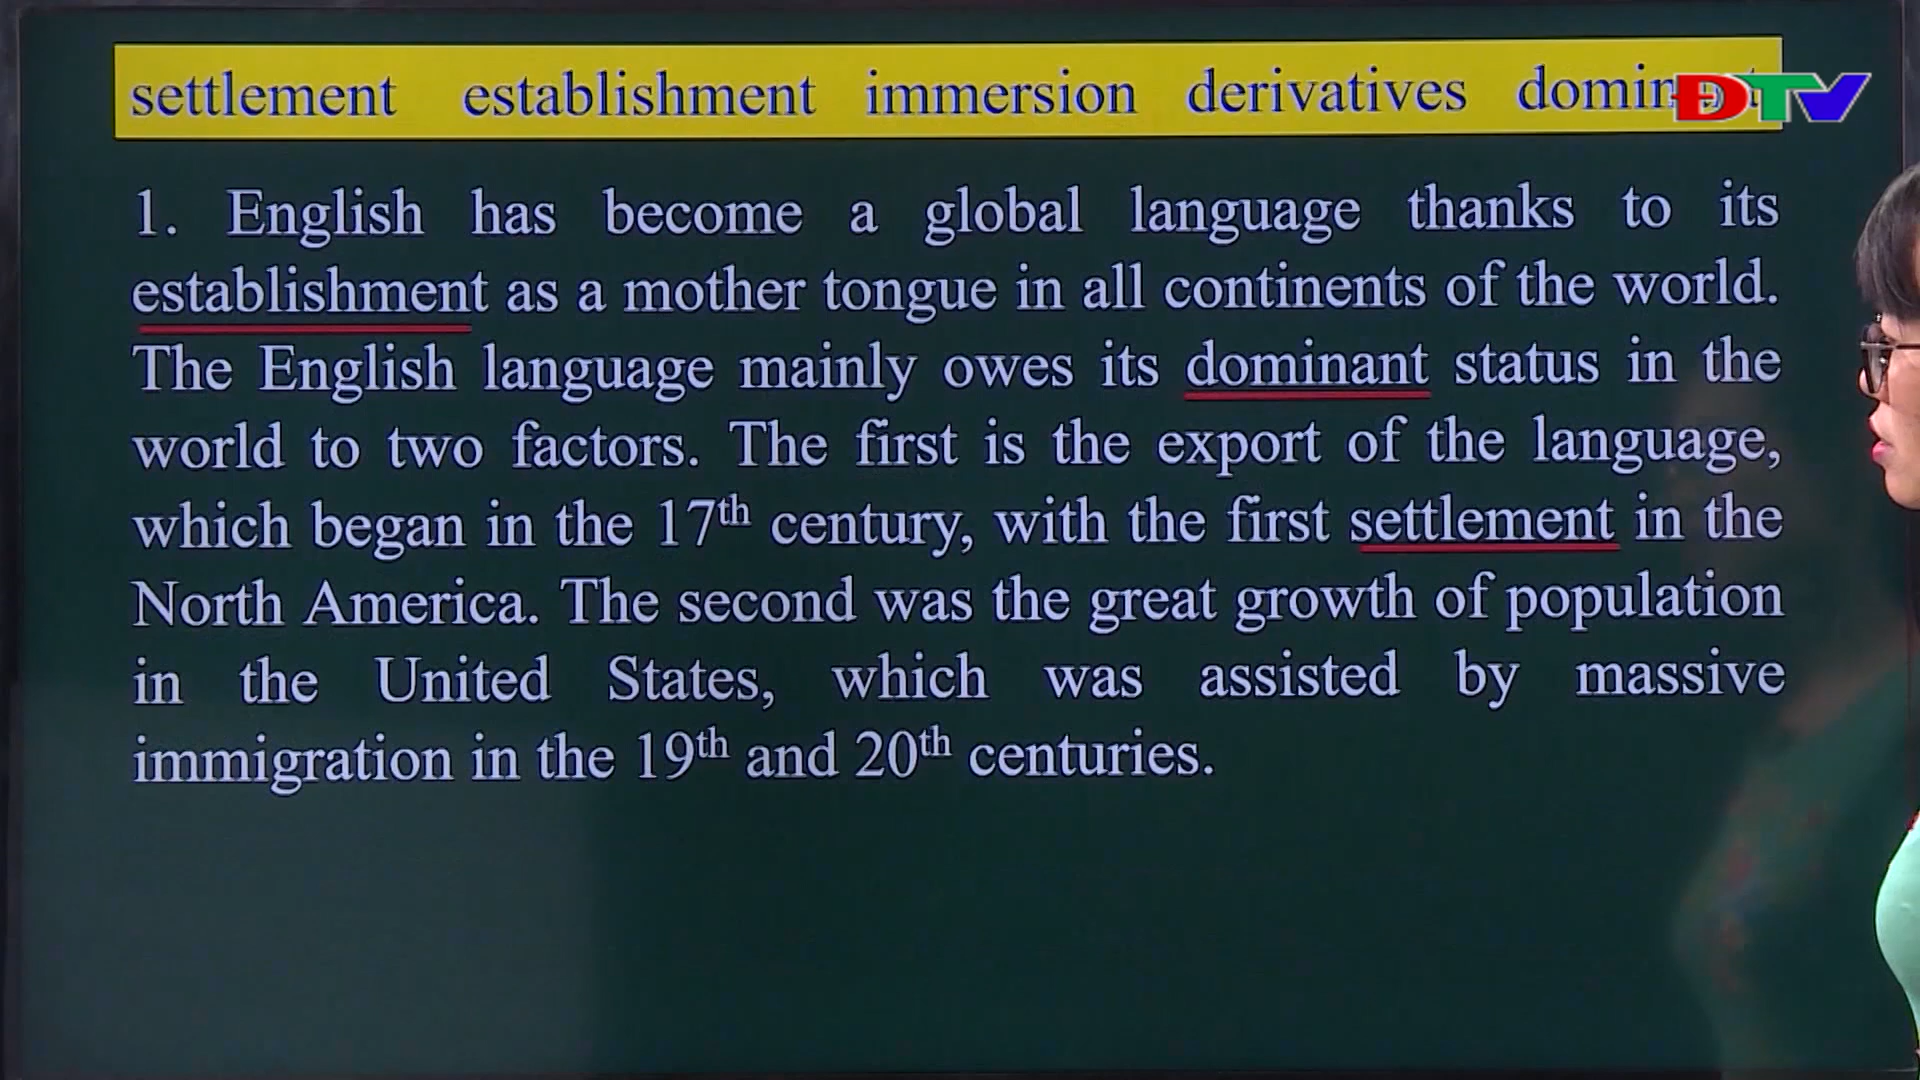 settlement establishment immersion derivatives
ĐTV
1. English has become a global language thanks to its
establishment as a mother tongue in all continents of the world.
The English language mainly owes its dominant status in the
world to two factors. The first is the export of the language,
which began in the 17th century, with the first settlement in the
North America. The second was the great growth of population
in the United States, which was assisted by massive
immigration in the 19th and 20th centuries.